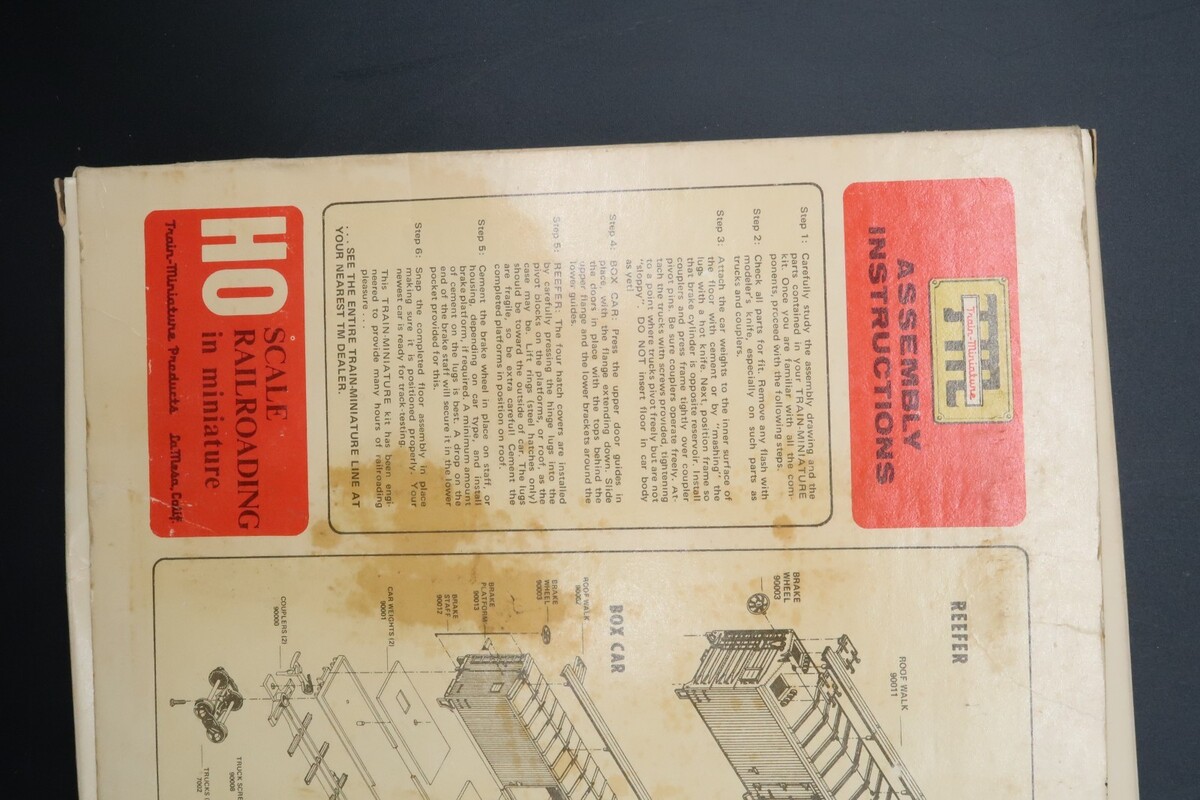 TM
Train-Miniature
ASSEMBLY
INSTRUCTIONS
Step 1: Carefully study the assembly drawing and the
parts contained in your TRAIN-MINIATURE
kit. Once you are familiar with all the com-
ponents, proceed with the following steps.
Step 2: Check all parts for fit. Remove any flash with
modeler's knife, especially on such parts as
trucks and couplers.
Step 3: Attach the car weights to the inner surface of
the floor with cement or by "mashing" the
lugs with a hot knife. Next, position frame so
that brake cylinder is opposite reservoir. Install
couplers and press frame tightly over coupler
pivot pins. Be sure couplers operate freely. At-
tach the trucks with screws provided, tightening
to a point where trucks pivot freely but are not
"sloppy". DO NOT insert floor in car body
as yet!
Step 4: BOX CAR: Press the upper door guides in
place, with the flange extending down. Slide
the doors in place with the tops behind the
upper flange and the lower brackets around the
lower guides.
Step 5: REEFER: The four hatch covers are installed
by carefully pressing the hinge lugs into the
pivot blocks on the platforms, or roof, as the
case may be. Lift rings (steel hatches only)
should be toward the outside of car. The lugs
are fragile, so be extra careful! Cement the
completed platforms in position on roof.
Step 5: Cement the brake wheel in place on staff, or
housing, depending on car type, and install
brake platform, if required. A minimum amount
of cement on the lugs is best. A drop on the
end of the brake staff will secure it in the lower
pocket provided for this.
Step 6: Snap the completed floor assembly in place
making sure it is positioned properly. Your
newest car is ready for track-testing.
This TRAIN-MINIATURE kit has been engi-
neered to provide many hours of railroading
pleasure . .
. . . SEE THE ENTIRE TRAIN-MINIATURE LINE AT
YOUR NEAREST TM DEALER.
HO SCALE
RAILROADING
in miniature
Train-Miniature Products La Mesa, Calif.
REEFER
ROOF WALK
90011
BRAKE
WHEEL
90003
BOX CAR
ROOF WALK
BRAKE
WHEEL
90003
BRAKE
PLATFORM
90013
BRAKE
STAFF
90012
CAR WEIGHTS (2)
90001
COUPLERS (2)
90006
TRUCK SCRE
90008
TRUCKS (
7002